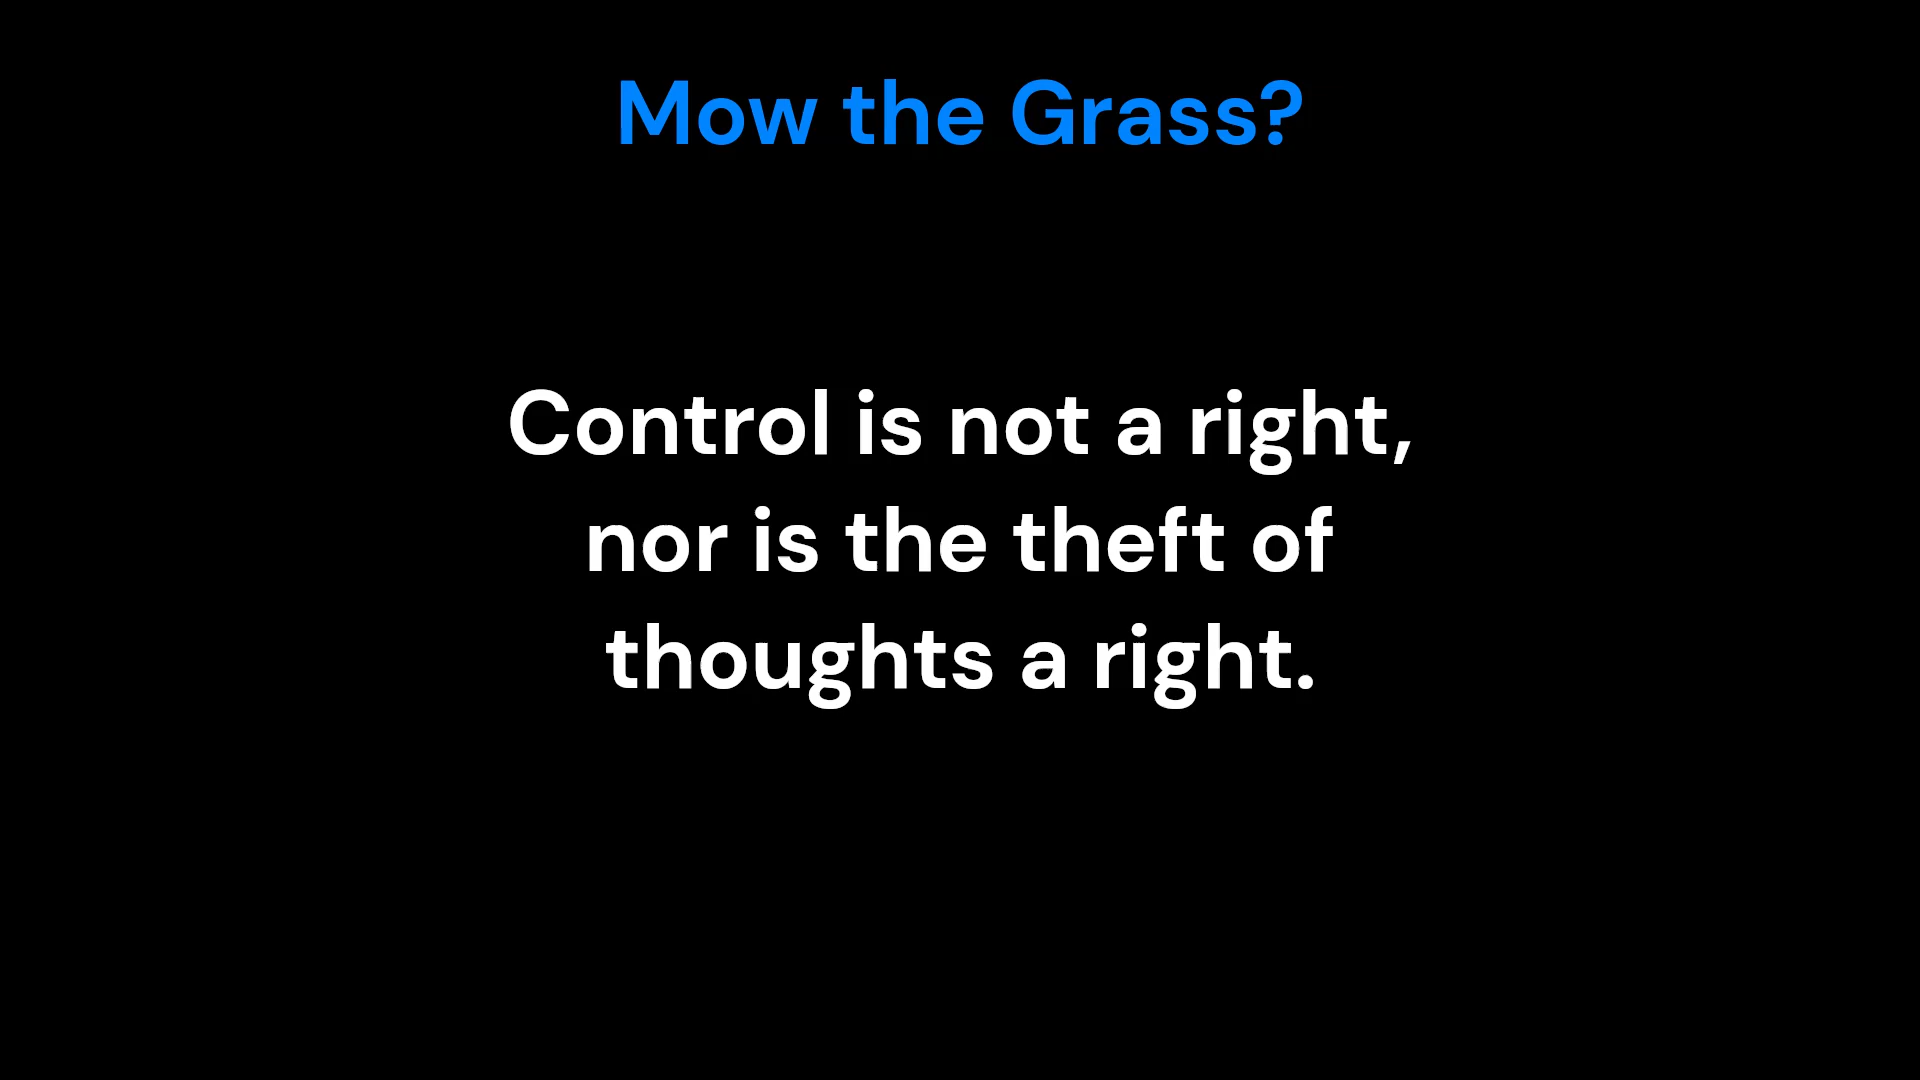 Mow the Grass?
Control is not a right,
nor is the theft of
thoughts a right.